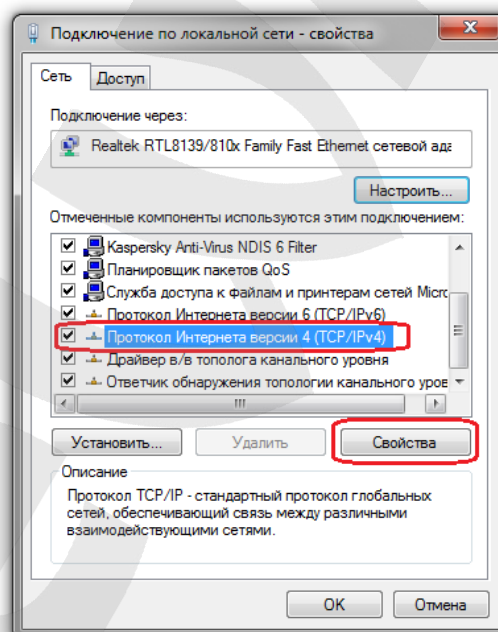 Подключение по локальной сети - свойства
Сеть
Доступ
Подключение через:
Realtek RTL8139/810x Family Fast Ethernet сетевой ада
Настроить...
Отмеченные компоненты используются этим подключением:
Kaspersky Anti-Virus NDIS 6 Filter
Планировщик пакетов QoS
Служба доступа к файлам и принтерам сетей Micro
Протокол Интернета версии 6 (TCP/IPv6)
Протокол Интернета версии 4 (TCP/IPv4)
Драйвер в/в тополога канального уровня
Ответчик обнаружения топологии канального уров
Установить...
Удалить
Свойства
Описание
Протокол TCP/IP - стандартный протокол глобальных
сетей, обеспечивающий связь между различными
взаимодействующими сетями.
OK
Отмена